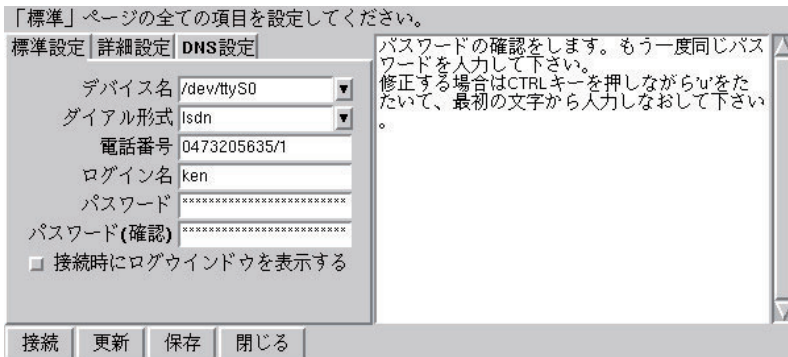 「標準」ページの全ての項目を設定してください。
標準設定 詳細設定 DNS設定
デバイス名 /dev/ttyS0
ダイアル形式 Isdn
電話番号 0473205635/1
ログイン名 ken
パスワード *************************
パスワード(確認) *************************
接続時にログウインドウを表示する
パスワードの確認をします。もう一度同じパス
ワードを入力して下さい。
修正する場合はCTRLキーを押しながら'u'をた
たいて、最初の文字から入力しなおして下さい
。
接続 更新 保存 閉じる